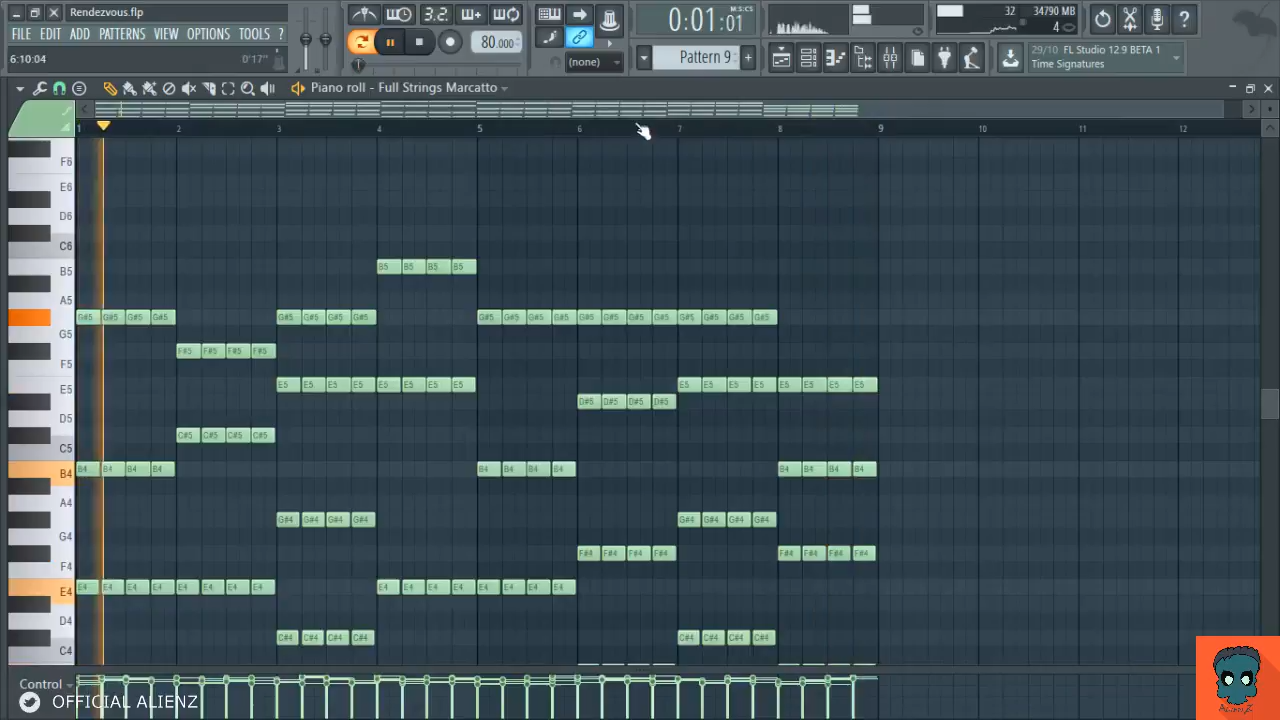 Rendezvous.flp
FILE EDIT ADD PATTERNS VIEW OPTIONS TOOLS ?
6:10:04 0'17"
3.2.
80.000
(none)
0:01:01
M:S:CS
Pattern 9
32 34790 MB
4
29/10 FL Studio 12.9 BETA 1
Time Signatures
Piano roll - Full Strings Marcatto
1 2 3 4 5 6 7 8 9 10 11 12
F6
E6
D6
C6
B5 B5 B5 B5 B5
A5
G#5 G#5 G#5 G#5 G#5 G#5 G#5 G#5 G#5 G#5 G#5 G#5 G#5 G#5 G#5 G#5 G#5 G#5 G#5 G#5
G5
F#5 F#5 F#5 F#5
F5
E5 E5 E5 E5 E5 E5 E5 E5 E5 E5 E5 E5 E5 E5 E5 E5 E5
D#5 D#5 D#5 D#5
D5
C#5 C#5 C#5 C#5
C5
B4 B4 B4 B4 B4 B4 B4 B4 B4 B4 B4 B4 B4
A4
G#4 G#4 G#4 G#4 G#4 G#4 G#4 G#4
G4
F#4 F#4 F#4 F#4 F#4 F#4 F#4 F#4
F4
E4 E4 E4 E4 E4 E4 E4 E4 E4 E4 E4 E4 E4 E4 E4 E4 E4
D4
C#4 C#4 C#4 C#4 C#4 C#4 C#4 C#4
C4
Control
OFFICIAL ALIENZ